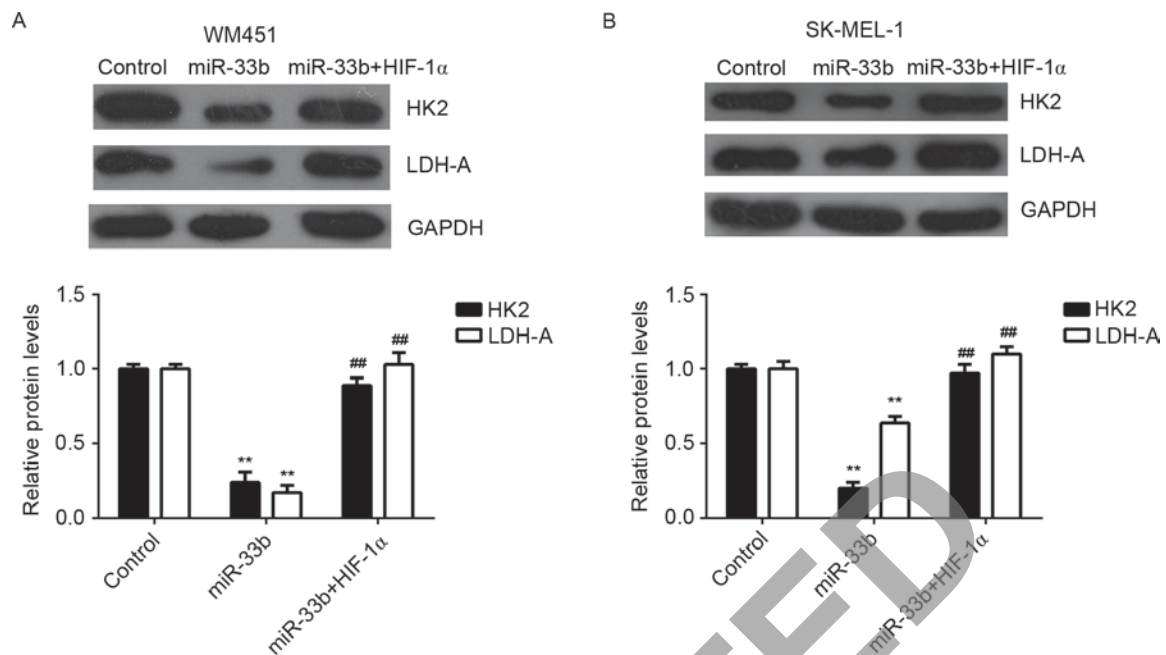 A
WM451
Control miR-33b miR-33b+HIF-1α
HK2
LDH-A
GAPDH
Relative protein levels
1.5
1.0
0.5
0.0
** **
## ##
HK2
LDH-A
Control
miR-33b
miR-33b+HIF-1α
B
SK-MEL-1
Control miR-33b miR-33b+HIF-1α
HK2
LDH-A
GAPDH
Relative protein levels
1.5
1.0
0.5
0.0
**
**
##
##
HK2
LDH-A
Control
miR-33b
miR-33b+HIF-1α
ED